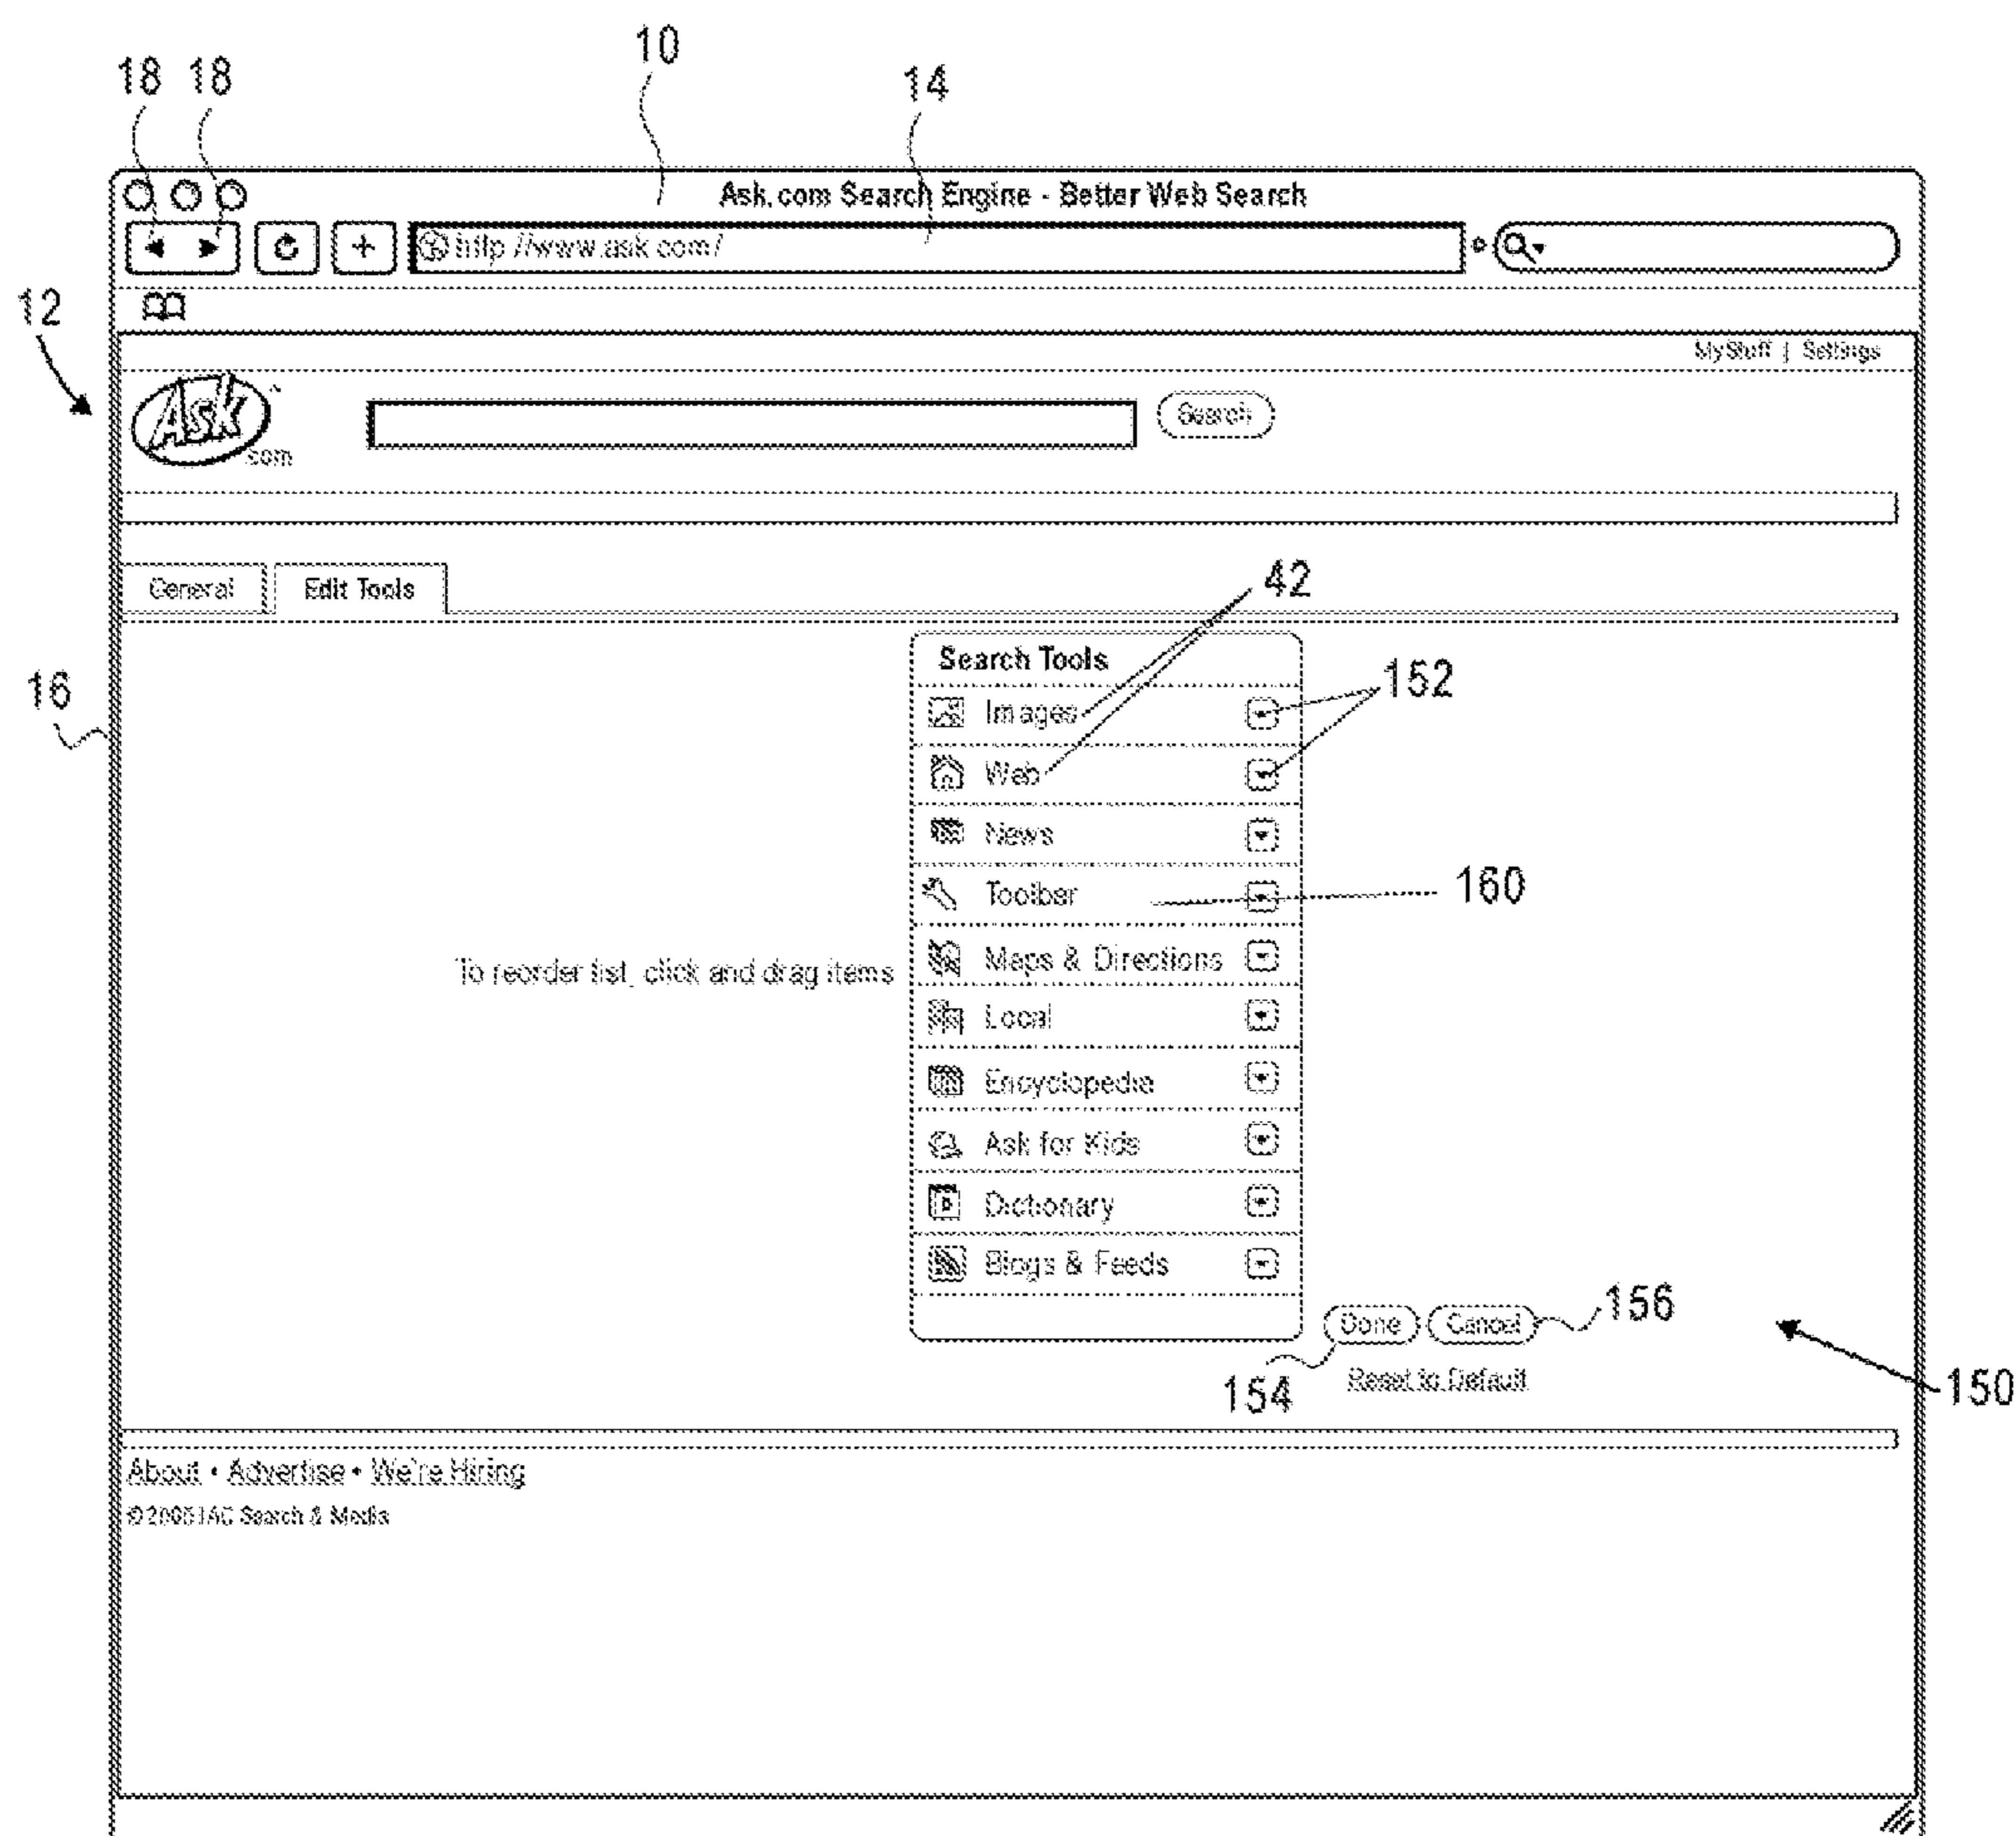 10
18 18
14
Ask.com Search Engine - Better Web Search
http //www.ask.com/
12
MyStuff | Settings
Ask
.com
Search
General
Edit Tools
42
Search Tools
16
152
Images
Web
News
Toolbar
160
Maps & Directions
To reorder list, click and drag items
Local
Encyclopedia
Ask for Kids
Dictionary
Blogs & Feeds
156
Done
Cancel
150
154
Reset to Default
About • Advertise • We're Hiring
IAC Search & Media